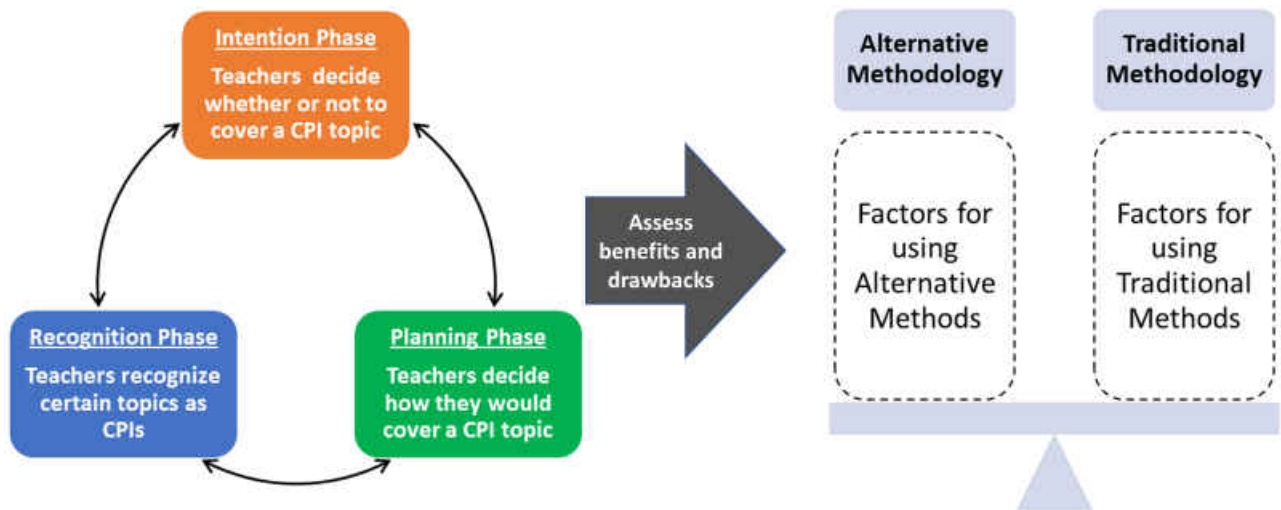 Intention Phase
Teachers decide
whether or not to
cover a CPI topic
Recognition Phase
Teachers recognize
certain topics as
CPIs
Planning Phase
Teachers decide
how they would
cover a CPI topic
Assess
benefits and
drawbacks
Alternative
Methodology
Factors for
using
Alternative
Methods
Traditional
Methodology
Factors for
using
Traditional
Methods